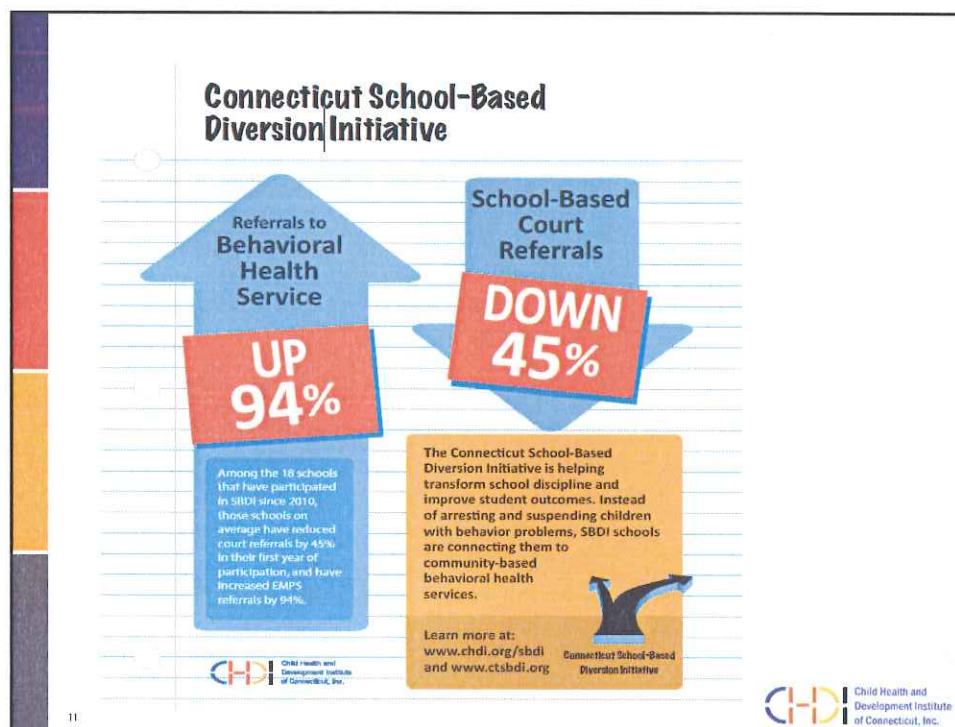 Connecticut School-Based
Diversion Initiative
Referrals to
Behavioral
Health
Service
UP
94%
Among the 18 schools
that have participated
in SBDI since 2010,
those schools on
average have reduced
court referrals by 45%
in their first year of
participation, and have
increased EMPS
referrals by 94%.
School-Based
Court
Referrals
DOWN
45%
The Connecticut School-Based
Diversion Initiative is helping
transform school discipline and
improve student outcomes. Instead
of arresting and suspending children
with behavior problems, SBDI schools
are connecting them to
community-based
behavioral health
services.
Learn more at:
www.chdi.org/sbdi
and www.ctsbdi.org
Connecticut School-Based
Diversion Initiative
CHDI
Child Health and
Development Institute
of Connecticut, Inc.
11
CHDI
Child Health and
Development Institute
of Connecticut, Inc.